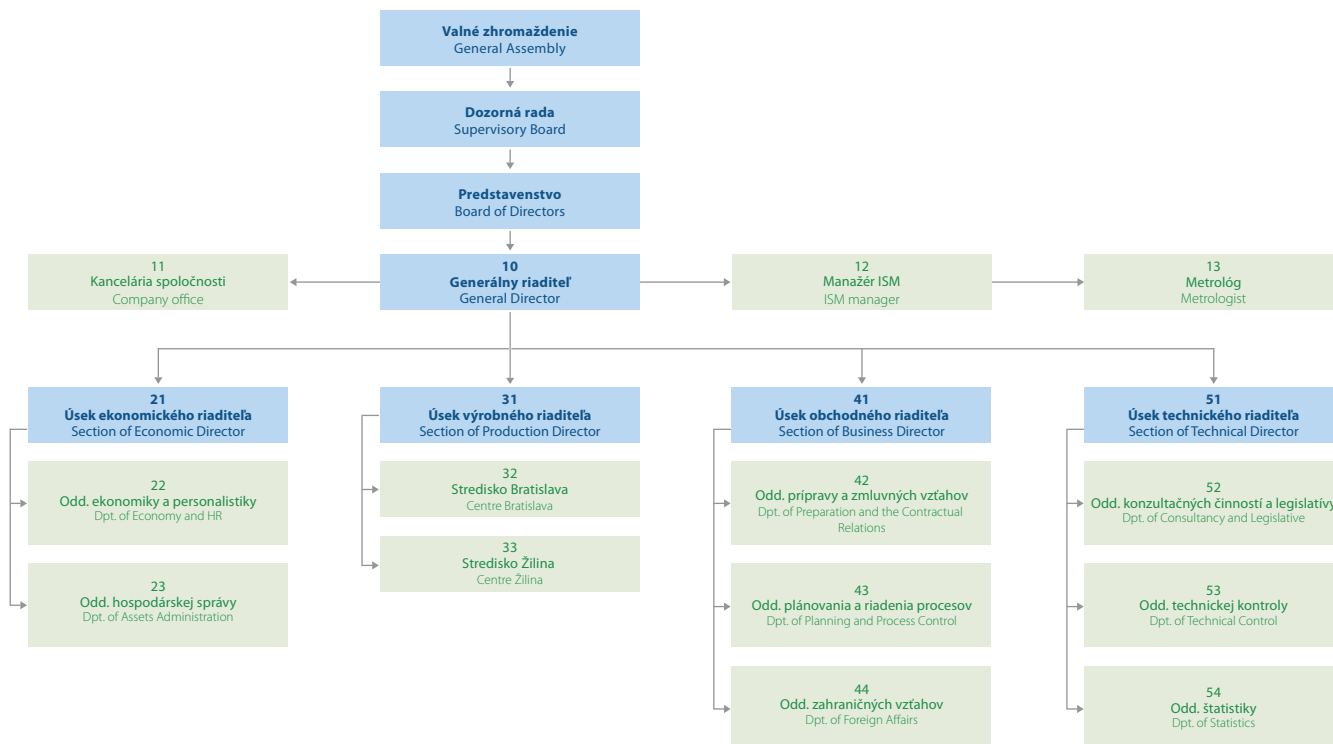 Valné zhromaždenie
General Assembly
Dozorná rada
Supervisory Board
Predstavenstvo
Board of Directors
11
Kancelária spoločnosti
Company office
10
Generálny riaditeľ
General Director
12
Manažér ISM
ISM manager
13
Metrológ
Metrologist
21
Úsek ekonomického riaditeľa
Section of Economic Director
22
Odd. ekonomiky a personalistiky
Dpt. of Economy and HR
23
Odd. hospodárskej správy
Dpt. of Assets Administration
31
Úsek výrobného riaditeľa
Section of Production Director
32
Stredisko Bratislava
Centre Bratislava
33
Stredisko Žilina
Centre Žilina
41
Úsek obchodného riaditeľa
Section of Business Director
42
Odd. prípravy a zmluvných vzťahov
Dpt. of Preparation and the Contractual
Relations
43
Odd. plánovania a riadenia procesov
Dpt. of Planning and Process Control
44
Odd. zahraničných vzťahov
Dpt. of Foreign Affairs
51
Úsek technického riaditeľa
Section of Technical Director
52
Odd. konzultačných činností a legislatívy
Dpt. of Consultancy and Legislative
53
Odd. technickej kontroly
Dpt. of Technical Control
54
Odd. štatistiky
Dpt. of Statistics